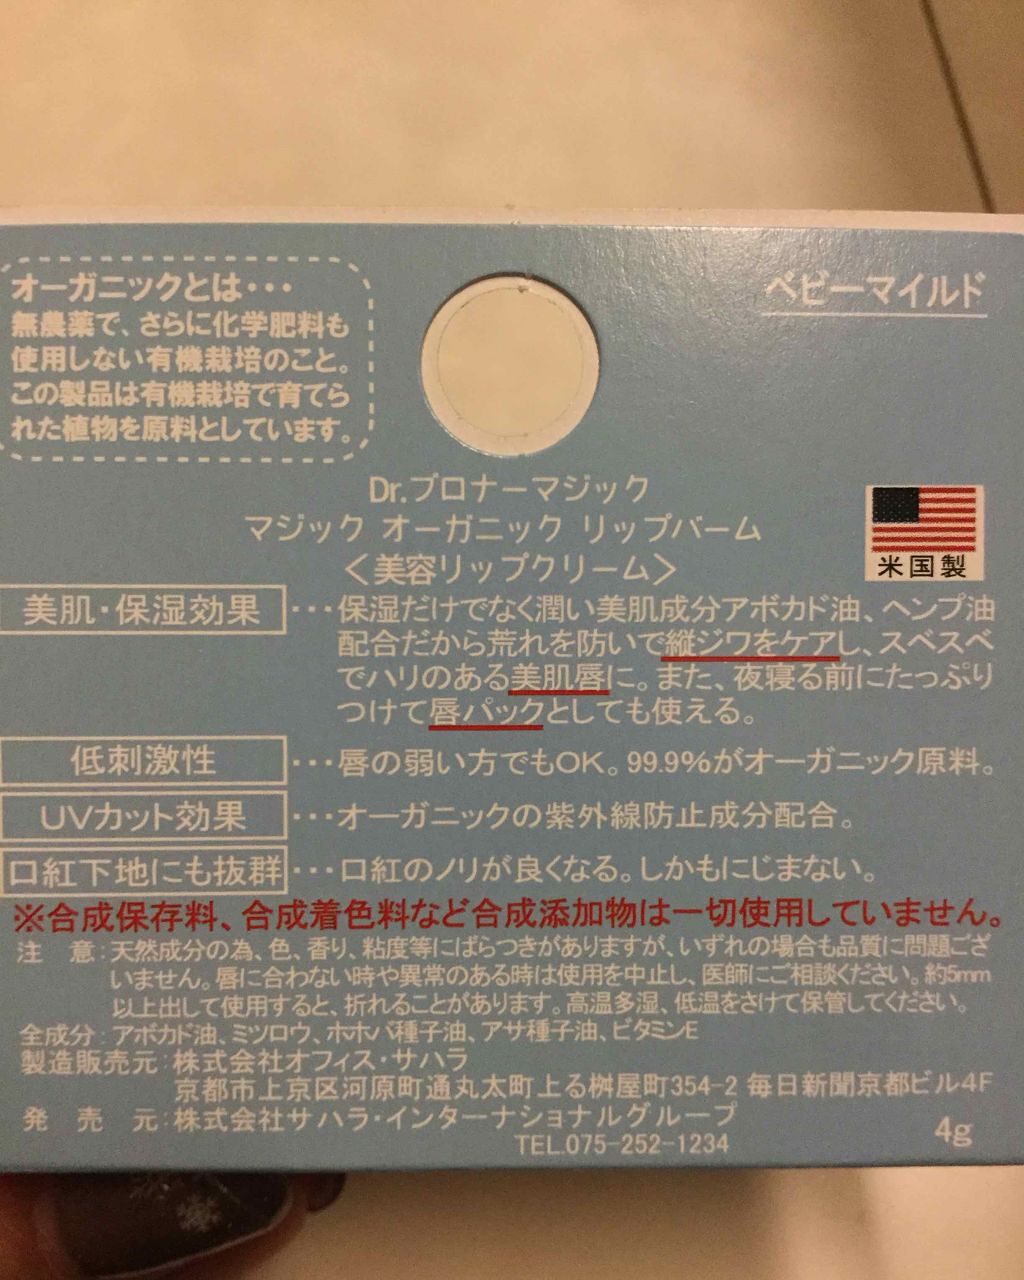 オーガニックとは・・・
無農薬で、さらに化学肥料も
使用しない有機栽培のこと。
この製品は有機栽培で育てら
れた植物を原料としています。
ベビーマイルド
Dr.ブロナーマジック
マジック オーガニック リップバーム
<美容リップクリーム>
米国製
美肌・保湿効果・・・保湿だけでなく潤い美肌成分アボカド油、ヘンプ油
配合だから荒れを防いで縦ジワをケアし、スベスベ
でハリのある美肌唇に。また、夜寝る前にたっぷり
つけて唇パックとしても使える。
低刺激性・・・唇の弱い方でもOK。99.9%がオーガニック原料。
UVカット効果・・・オーガニックの紫外線防止成分配合。
口紅下地にも抜群・・・口紅のノリが良くなる。しかもにじまない。
※合成保存料、合成着色料など合成添加物は一切使用していません。
注 意:天然成分の為、色、香り、粘度等にばらつきがありますが、いずれの場合も品質に問題ござ
いません。唇に合わない時や異常のある時は使用を中止し、医師にご相談ください。約5mm
以上出して使用すると、折れることがあります。高温多湿、低温をさけて保管してください。
全成分:アボカド油、ミツロウ、ホホバ種子油、アサ種子油、ビタミンE
製造販売元:株式会社オフィス・サハラ
京都市上京区河原町通丸太町上る桝屋町354-2 毎日新聞京都ビル4F
発 売 元:株式会社サハラ・インターナショナルグループ
TEL.075-252-1234
4g